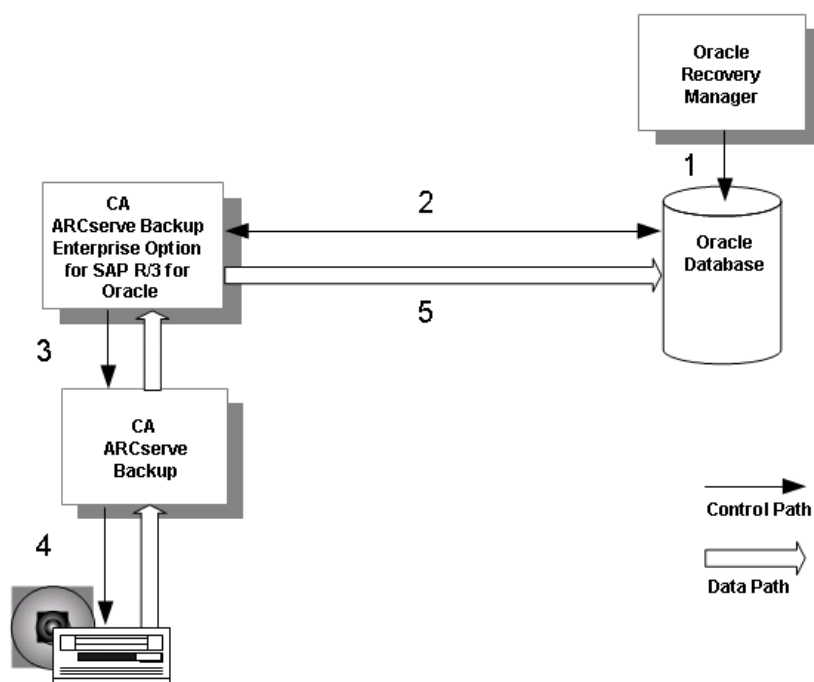 Oracle
Recovery
Manager
1
CA
ARCserve Backup
Enterprise Option
for SAP R/3 for
Oracle
2
Oracle
Database
5
3
CA
ARCserve
Backup
Control Path
4
Data Path